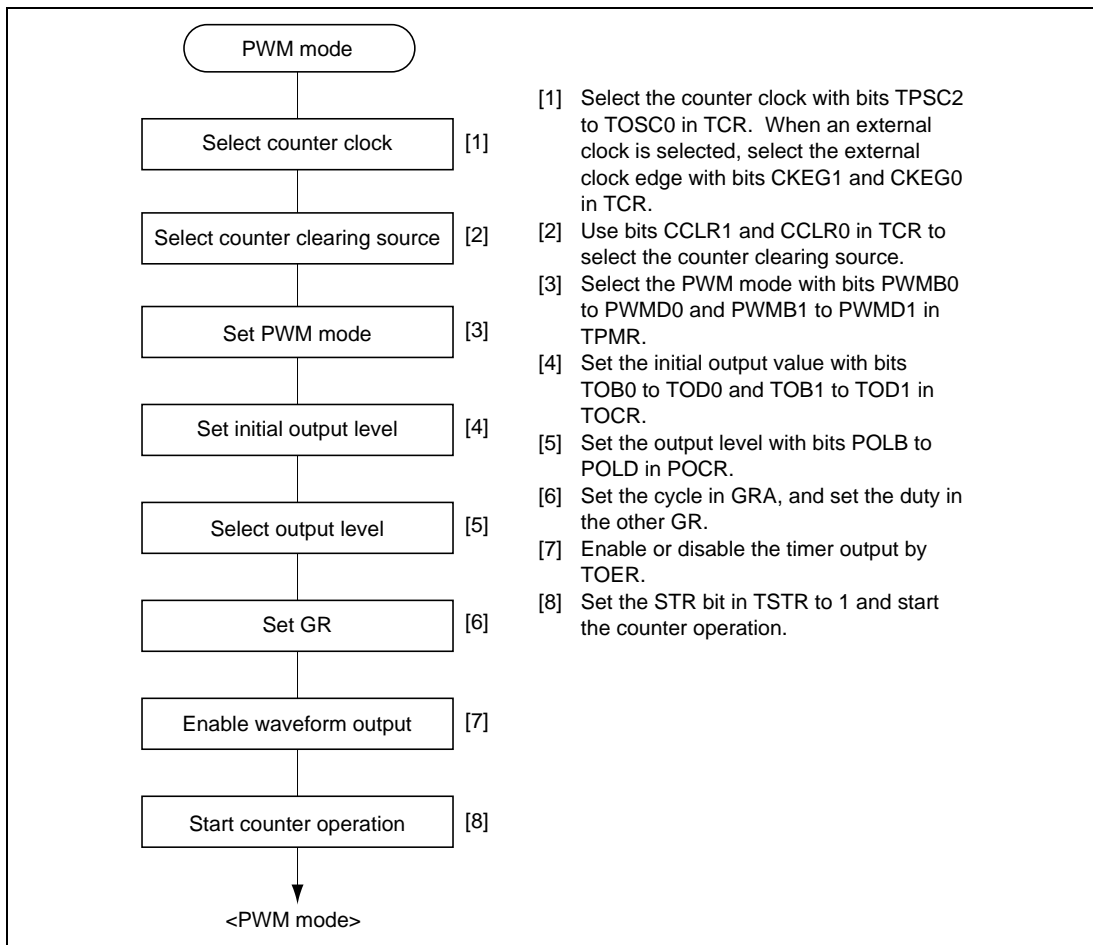 PWM mode
Select counter clock [1]
Select counter clearing source [2]
Set PWM mode [3]
Set initial output level [4]
Select output level [5]
Set GR [6]
Enable waveform output [7]
Start counter operation [8]
<PWM mode>
[1] Select the counter clock with bits TPSC2
to TOSC0 in TCR. When an external
clock is selected, select the external
clock edge with bits CKEG1 and CKEG0
in TCR.
[2] Use bits CCLR1 and CCLR0 in TCR to
select the counter clearing source.
[3] Select the PWM mode with bits PWMB0
to PWMD0 and PWMB1 to PWMD1 in
TPMR.
[4] Set the initial output value with bits
TOB0 to TOD0 and TOB1 to TOD1 in
TOCR.
[5] Set the output level with bits POLB to
POLD in POCR.
[6] Set the cycle in GRA, and set the duty in
the other GR.
[7] Enable or disable the timer output by
TOER.
[8] Set the STR bit in TSTR to 1 and start
the counter operation.